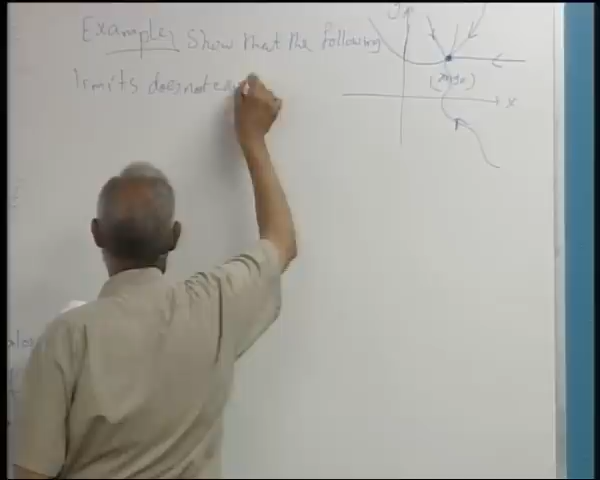 Example, Show that the following
limits does not
y
x
(x₀,y₀)